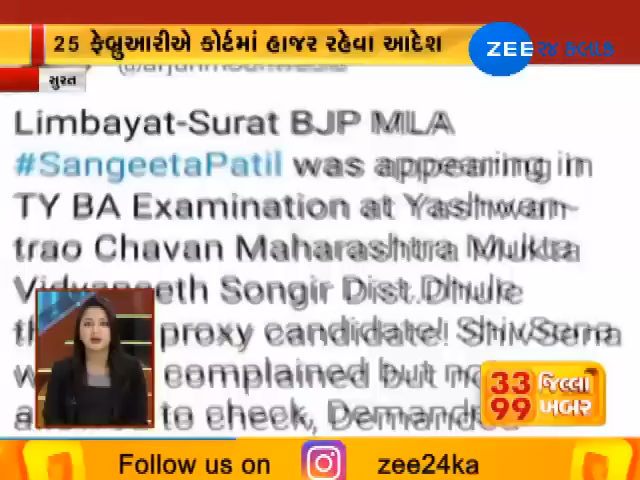 25 ફેબ્રુઆરીએ કોર્ટમાં હાજર રહેવા આદેશ
ZEE ૨૪ કલાક
સુરત
Limbayat-Surat BJP MLA
#SangeetaPatil was appearing in
TY BA Examination at Yashwan-
trao Chavan Maharashtra Mukta
Vidyapeeth Songir Dist.Dhule
proxy candidate! ShivSena
complained but
to check, Demanded
33 જિલ્લા
99 ખબર
Follow us on zee24ka